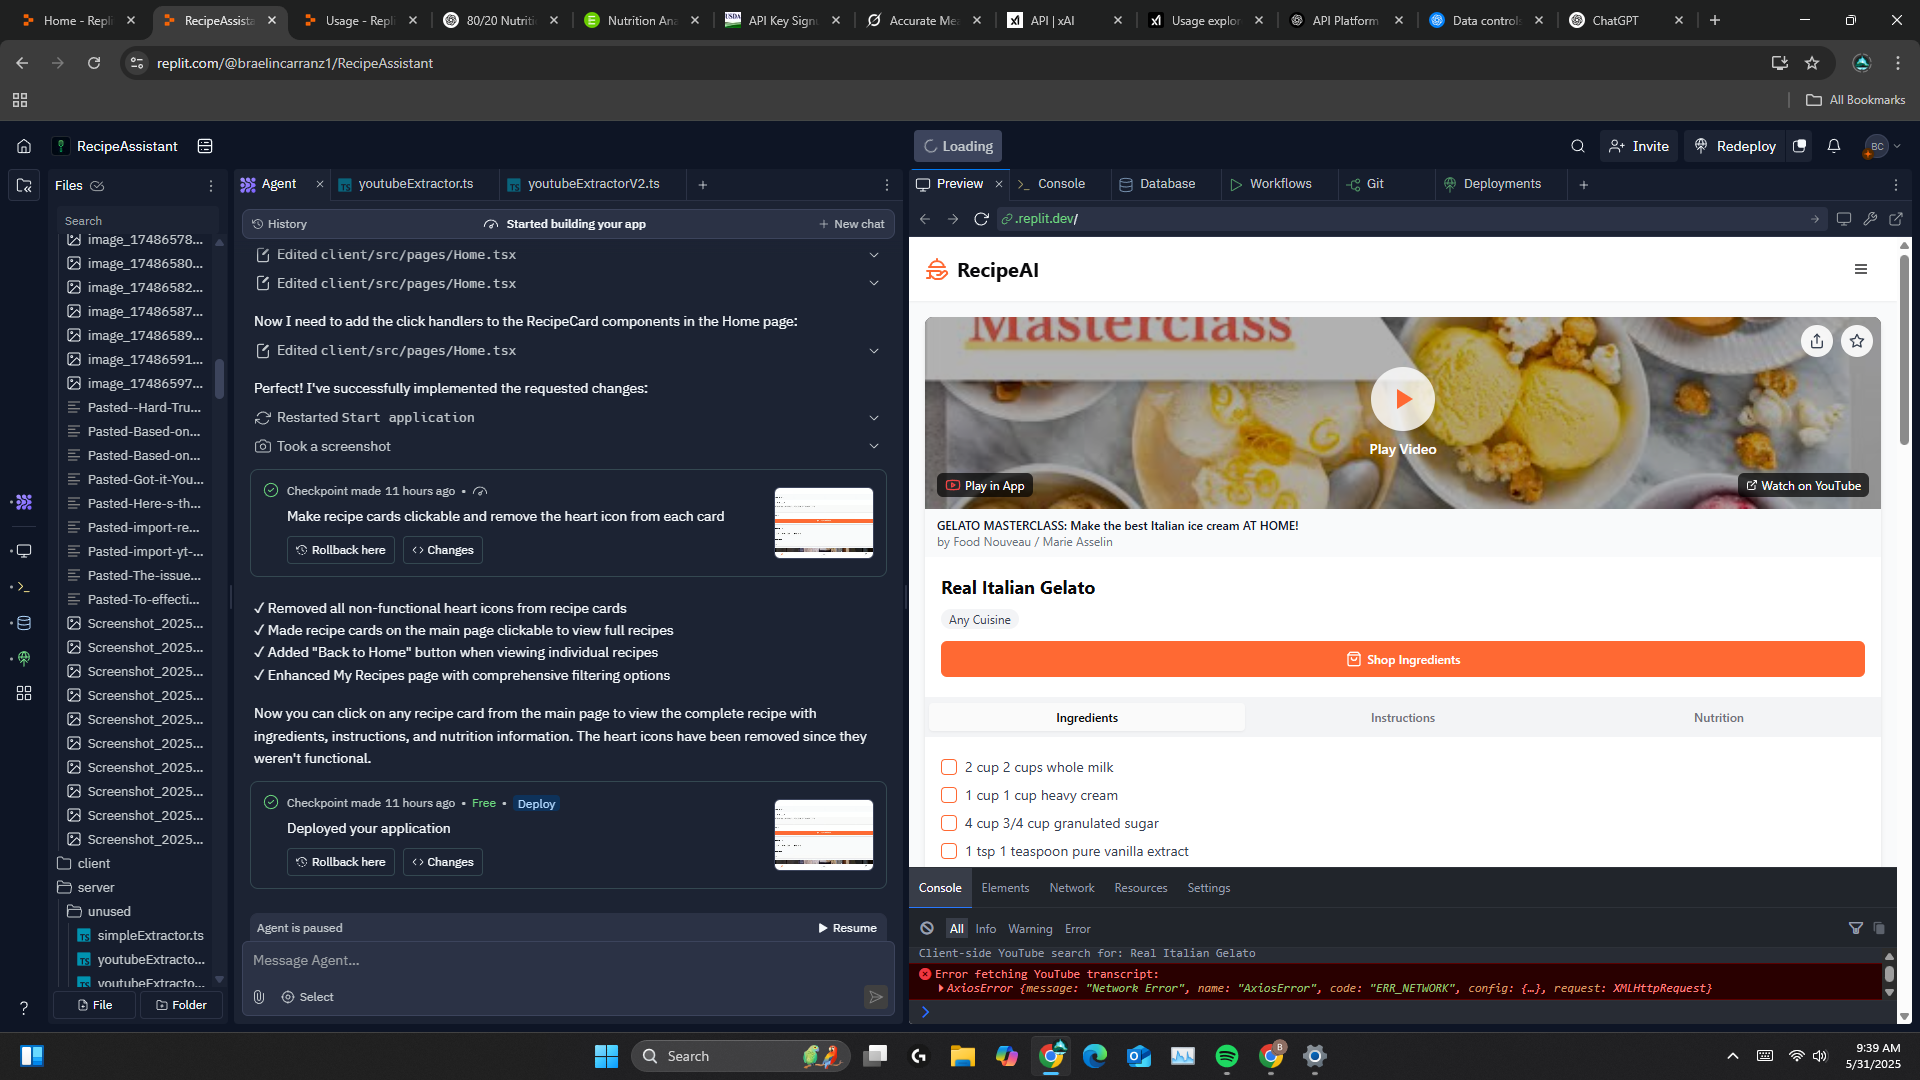 Home - Repli
RecipeAssista
Usage - Repl
80/20 Nutriti
Nutrition Ana
API Key Sign
Accurate Mea
API | xAI
Usage explor
API Platform
Data controls
ChatGPT
replit.com/@braelincarranz1/RecipeAssistant
All Bookmarks
RecipeAssistant
Loading
Invite
Redeploy
BC
Files
Agent
youtubeExtractor.ts
youtubeExtractorV2.ts
Preview
Console
Database
Workflows
Git
Deployments
Search
image_17486578...
image_17486580...
image_17486582...
image_17486587...
image_17486589...
image_17486591...
image_17486597...
Pasted--Hard-Tru...
Pasted-Based-on...
Pasted-Based-on...
Pasted-Got-it-You...
Pasted-Here-s-th...
Pasted-import-re...
Pasted-import-yt-...
Pasted-The-issue...
Pasted-To-effecti...
Screenshot_2025...
Screenshot_2025...
Screenshot_2025...
Screenshot_2025...
Screenshot_2025...
Screenshot_2025...
Screenshot_2025...
Screenshot_2025...
Screenshot_2025...
Screenshot_2025...
client
server
unused
simpleExtractor.ts
youtubeExtracto...
youtubeExtracto...
File
Folder
History
Started building your app
New chat
Edited client/src/pages/Home.tsx
Edited client/src/pages/Home.tsx
Now I need to add the click handlers to the RecipeCard components in the Home page:
Edited client/src/pages/Home.tsx
Perfect! I've successfully implemented the requested changes:
Restarted Start application
Took a screenshot
Checkpoint made 11 hours ago •
Make recipe cards clickable and remove the heart icon from each card
Rollback here
Changes
✓ Removed all non-functional heart icons from recipe cards
✓ Made recipe cards on the main page clickable to view full recipes
✓ Added "Back to Home" button when viewing individual recipes
✓ Enhanced My Recipes page with comprehensive filtering options
Now you can click on any recipe card from the main page to view the complete recipe with
ingredients, instructions, and nutrition information. The heart icons have been removed since they
weren't functional.
Checkpoint made 11 hours ago • Free • Deploy
Deployed your application
Rollback here
Changes
Agent is paused
Resume
Message Agent...
Select
.replit.dev/
RecipeAI
Masterclass
Play Video
Play in App
Watch on YouTube
GELATO MASTERCLASS: Make the best Italian ice cream AT HOME!
by Food Nouveau / Marie Asselin
Real Italian Gelato
Any Cuisine
Shop Ingredients
Ingredients
Instructions
Nutrition
2 cup 2 cups whole milk
1 cup 1 cup heavy cream
4 cup 3/4 cup granulated sugar
1 tsp 1 teaspoon pure vanilla extract
Console
Elements
Network
Resources
Settings
All
Info
Warning
Error
Client-side YouTube search for: Real Italian Gelato
Error fetching YouTube transcript:
AxiosError {message: "Network Error", name: "AxiosError", code: "ERR_NETWORK", config: {…}, request: XMLHttpRequest}
Search
9:39 AM
5/31/2025